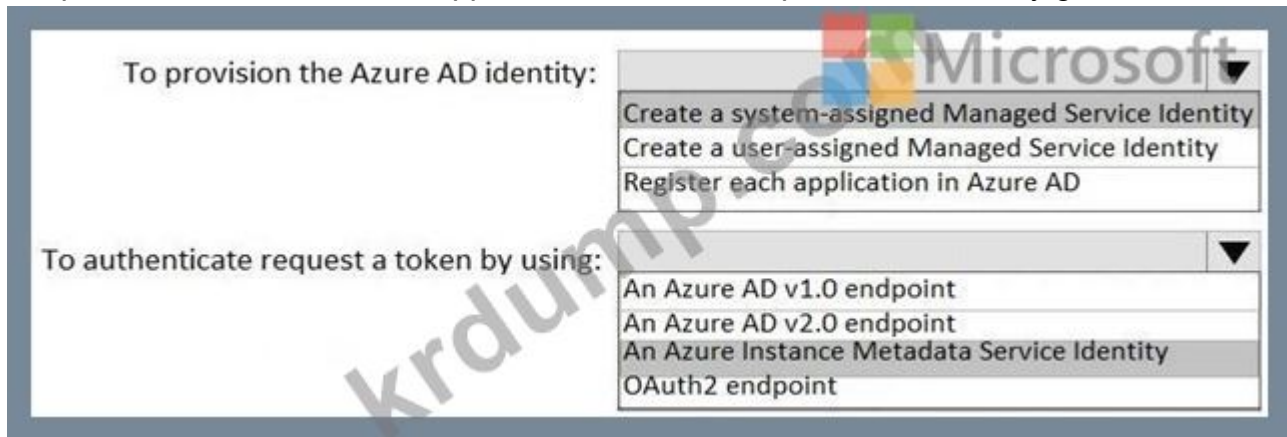 Microsoft
To provision the Azure AD identity:
Create a system-assigned Managed Service Identity
Create a user-assigned Managed Service Identity
Register each application in Azure AD
To authenticate request a token by using:
An Azure AD v1.0 endpoint
An Azure AD v2.0 endpoint
An Azure Instance Metadata Service Identity
OAuth2 endpoint
krdump.com